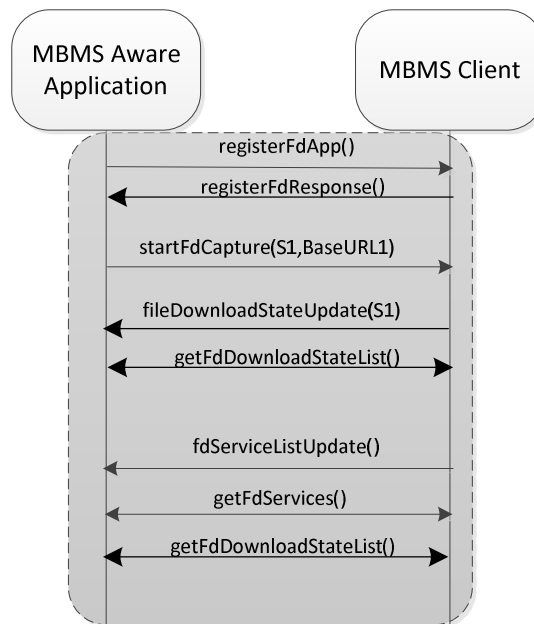 MBMS Aware
Application
MBMS Client
registerFdApp()
registerFdResponse()
startFdCapture(S1,BaseURL1)
fileDownloadStateUpdate(S1)
getFdDownloadStateList()
fdServiceListUpdate()
getFdServices()
getFdDownloadStateList()